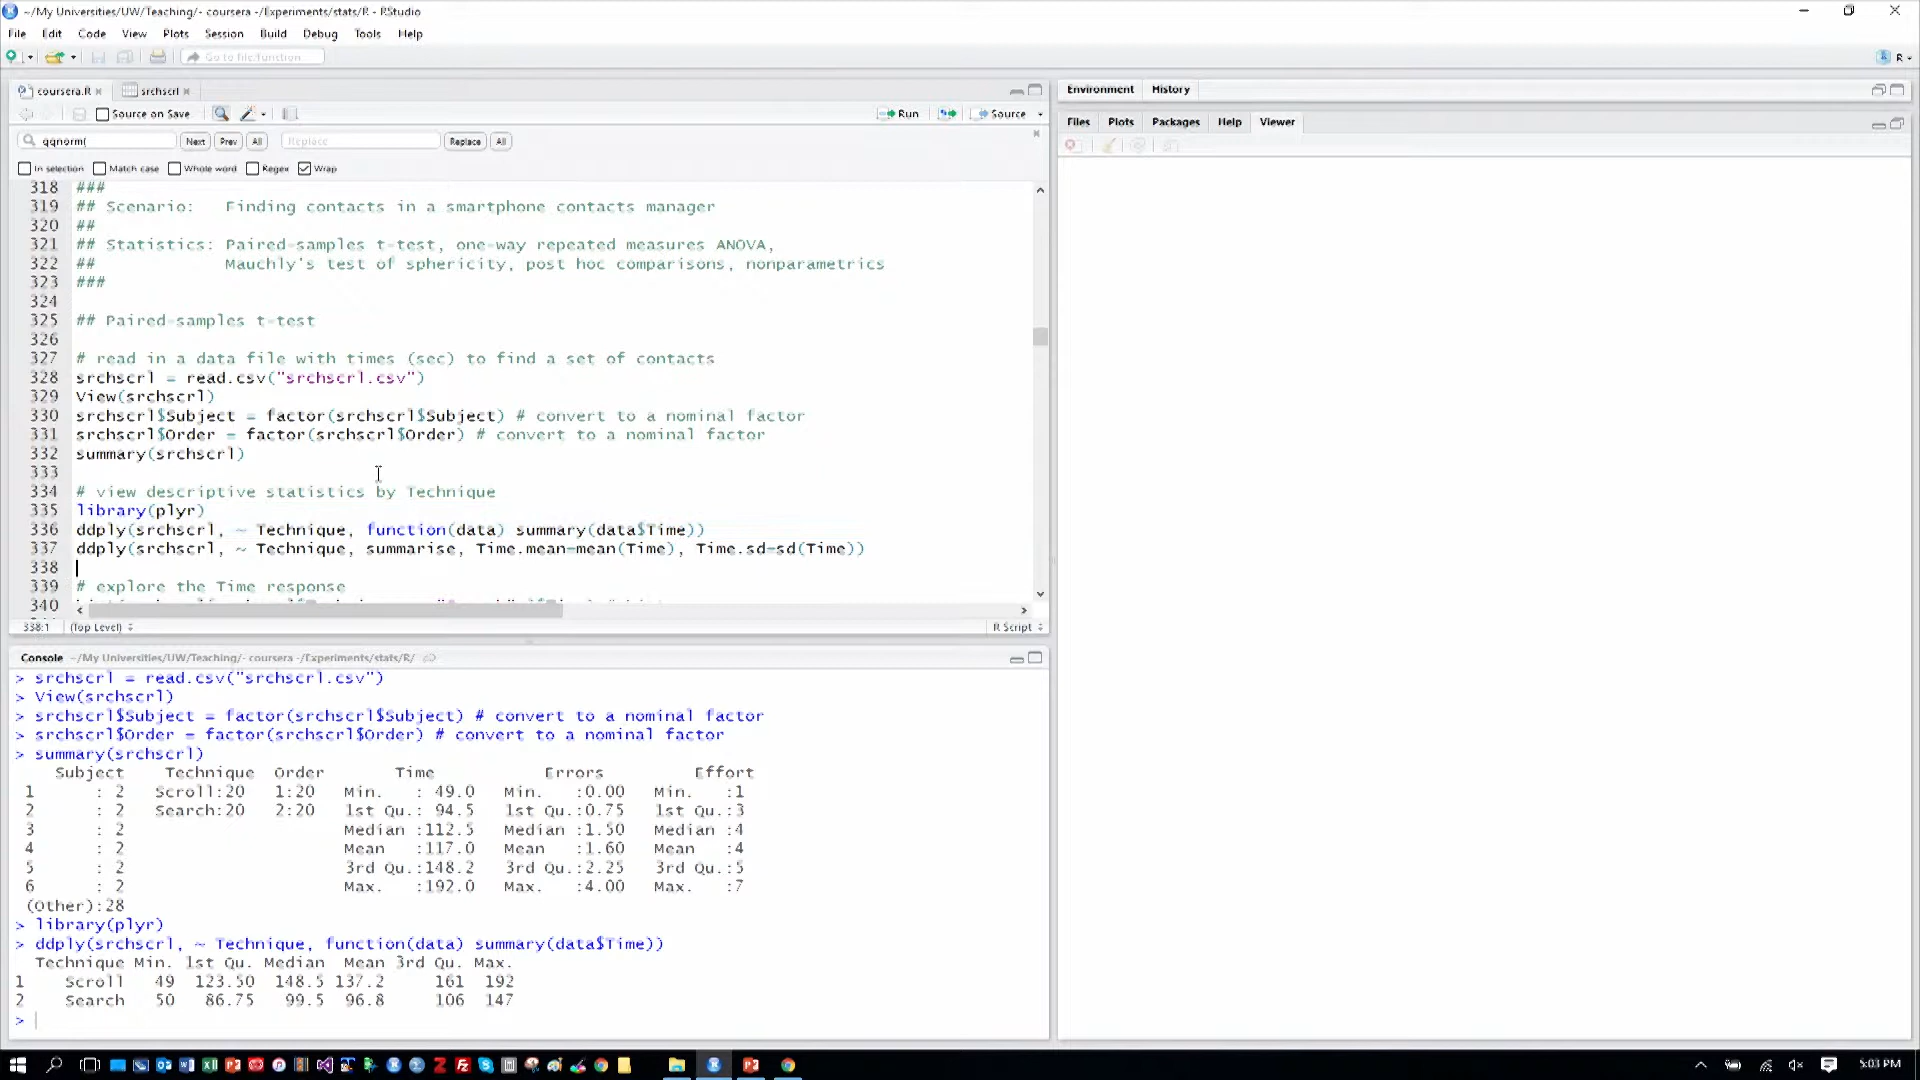 ~/My Universities/UW/Teaching/- coursera -/Experiments/stats/R - RStudio
File Edit Code View Plots Session Build Debug Tools Help
Go to file/function R
coursera.R srchscrl Environment History
Source on Save Run Source Files Plots Packages Help Viewer
qqnorm( Next Prev All Replace Replace All
In selection Match case Whole word Regex Wrap
318 ###
319 ## Scenario: Finding contacts in a smartphone contacts manager
320 ##
321 ## Statistics: Paired-samples t-test, one-way repeated measures ANOVA,
322 ## Mauchly's test of sphericity, post hoc comparisons, nonparametrics
323 ###
324
325 ## Paired-samples t-test
326
327 # read in a data file with times (sec) to find a set of contacts
328 srchscrl = read.csv("srchscrl.csv")
329 View(srchscrl)
330 srchscrl$Subject = factor(srchscrl$Subject) # convert to a nominal factor
331 srchscrl$Order = factor(srchscrl$Order) # convert to a nominal factor
332 summary(srchscrl)
333
334 # view descriptive statistics by Technique
335 library(plyr)
336 ddply(srchscrl, ~ Technique, function(data) summary(data$Time))
337 ddply(srchscrl, ~ Technique, summarise, Time.mean=mean(Time), Time.sd=sd(Time))
338
339 # explore the Time response
340
338:1 (Top Level) R Script
Console ~/My Universities/UW/Teaching/- coursera -/Experiments/stats/R/
> srchscrl = read.csv("srchscrl.csv")
> View(srchscrl)
> srchscrl$Subject = factor(srchscrl$Subject) # convert to a nominal factor
> srchscrl$Order = factor(srchscrl$Order) # convert to a nominal factor
> summary(srchscrl)
Subject Technique Order Time Errors Effort
1 : 2 Scroll:20 1:20 Min. : 49.0 Min. :0.00 Min. :1
2 : 2 Search:20 2:20 1st Qu.: 94.5 1st Qu.:0.75 1st Qu.:3
3 : 2 Median :112.5 Median :1.50 Median :4
4 : 2 Mean :117.0 Mean :1.60 Mean :4
5 : 2 3rd Qu.:148.2 3rd Qu.:2.25 3rd Qu.:5
6 : 2 Max. :192.0 Max. :4.00 Max. :7
(Other):28
> library(plyr)
> ddply(srchscrl, ~ Technique, function(data) summary(data$Time))
Technique Min. 1st Qu. Median Mean 3rd Qu. Max.
1 Scroll 49 123.50 148.5 137.2 161 192
2 Search 50 86.75 99.5 96.8 106 147
>
5:03 PM